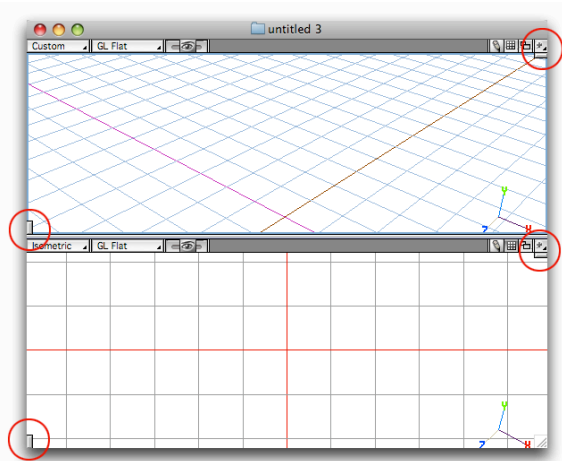 untitled 3
Custom GL Flat
Y
Z X
Isometric GL Flat
Y
Z X